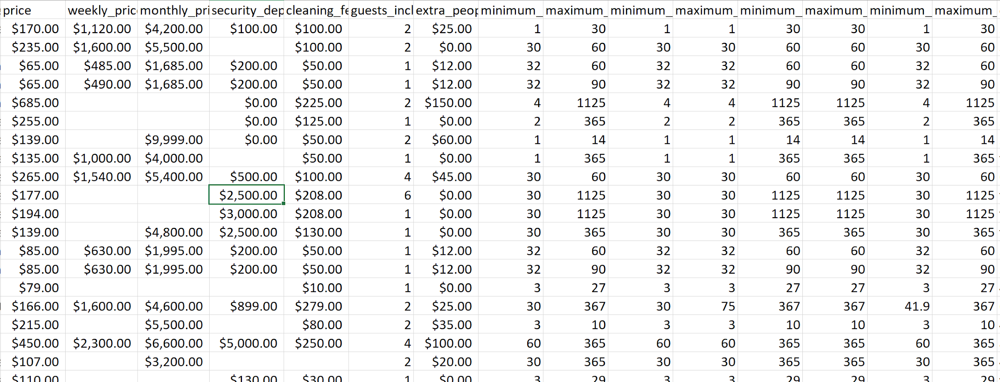 price weekly_pric monthly_pri security_dep cleaning_fe guests_incl extra_peop minimum_ maximum_ minimum_ maximum_ minimum_ maximum_ minimum_ maximum_
$170.00 $1,120.00 $4,200.00 $100.00 $100.00 2 $25.00 1 30 1 1 30 30 1 30
$235.00 $1,600.00 $5,500.00 $100.00 2 $0.00 30 60 30 30 60 60 30 60
$65.00 $485.00 $1,685.00 $200.00 $50.00 1 $12.00 32 60 32 32 60 60 32 60
$65.00 $490.00 $1,685.00 $200.00 $50.00 1 $12.00 32 90 32 32 90 90 32 90
$685.00 $0.00 $225.00 2 $150.00 4 1125 4 4 1125 1125 4 1125
$255.00 $0.00 $125.00 1 $0.00 2 365 2 2 365 365 2 365
$139.00 $9,999.00 $0.00 $50.00 2 $60.00 1 14 1 1 14 14 1 14
$135.00 $1,000.00 $4,000.00 $50.00 1 $0.00 1 365 1 1 365 365 1 365
$265.00 $1,540.00 $5,400.00 $500.00 $100.00 4 $45.00 30 60 30 30 60 60 30 60
$177.00 $2,500.00 $208.00 6 $0.00 30 1125 30 30 1125 1125 30 1125
$194.00 $3,000.00 $208.00 1 $0.00 30 1125 30 30 1125 1125 30 1125
$139.00 $4,800.00 $2,500.00 $130.00 1 $0.00 30 365 30 30 365 365 30 365
$85.00 $630.00 $1,995.00 $200.00 $50.00 1 $12.00 32 60 32 32 60 60 32 60
$85.00 $630.00 $1,995.00 $200.00 $50.00 1 $12.00 32 90 32 32 90 90 32 90
$79.00 $10.00 1 $0.00 3 27 3 3 27 27 3 27
$166.00 $1,600.00 $4,600.00 $899.00 $279.00 2 $25.00 30 367 30 75 367 367 41.9 367
$215.00 $5,500.00 $80.00 2 $35.00 3 10 3 3 10 10 3 10
$450.00 $2,300.00 $6,600.00 $5,000.00 $250.00 4 $100.00 60 365 60 60 365 365 60 365
$107.00 $3,200.00 2 $20.00 30 365 30 30 365 365 30 365
$110.00 $130.00 $30.00 1 $0.00 3 29 3 3 29 29 3 29